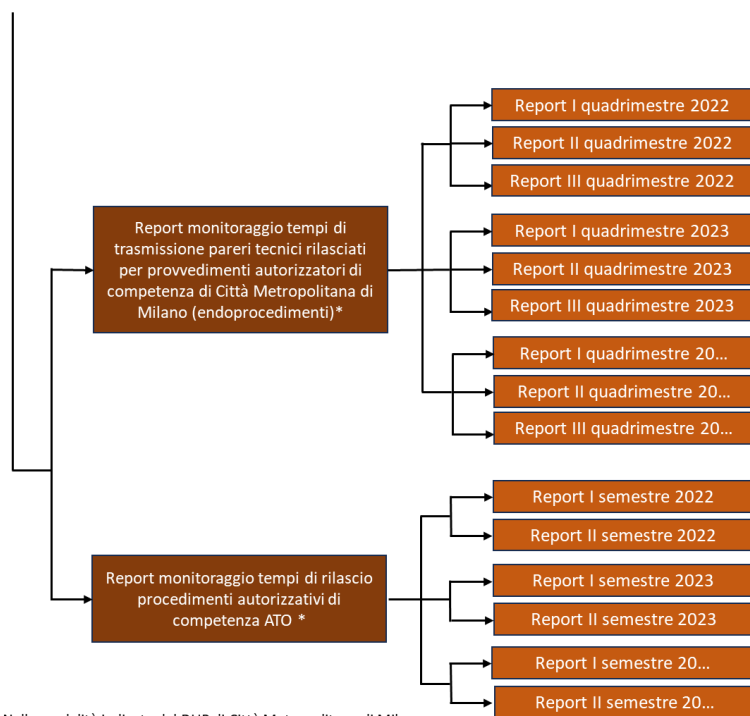 Report I quadrimestre 2022
Report II quadrimestre 2022
Report III quadrimestre 2022
Report monitoraggio tempi di
trasmissione pareri tecnici rilasciati
per provvedimenti autorizzatori di
competenza di Città Metropolitana di
Milano (endoprocedimenti)*
Report I quadrimestre 2023
Report II quadrimestre 2023
Report III quadrimestre 2023
Report I quadrimestre 20...
Report II quadrimestre 20...
Report III quadrimestre 20...
Report I semestre 2022
Report II semestre 2022
Report monitoraggio tempi di rilascio
procedimenti autorizzativi di
competenza ATO *
Report I semestre 2023
Report II semestre 2023
Report I semestre 20...
Report II semestre 20...